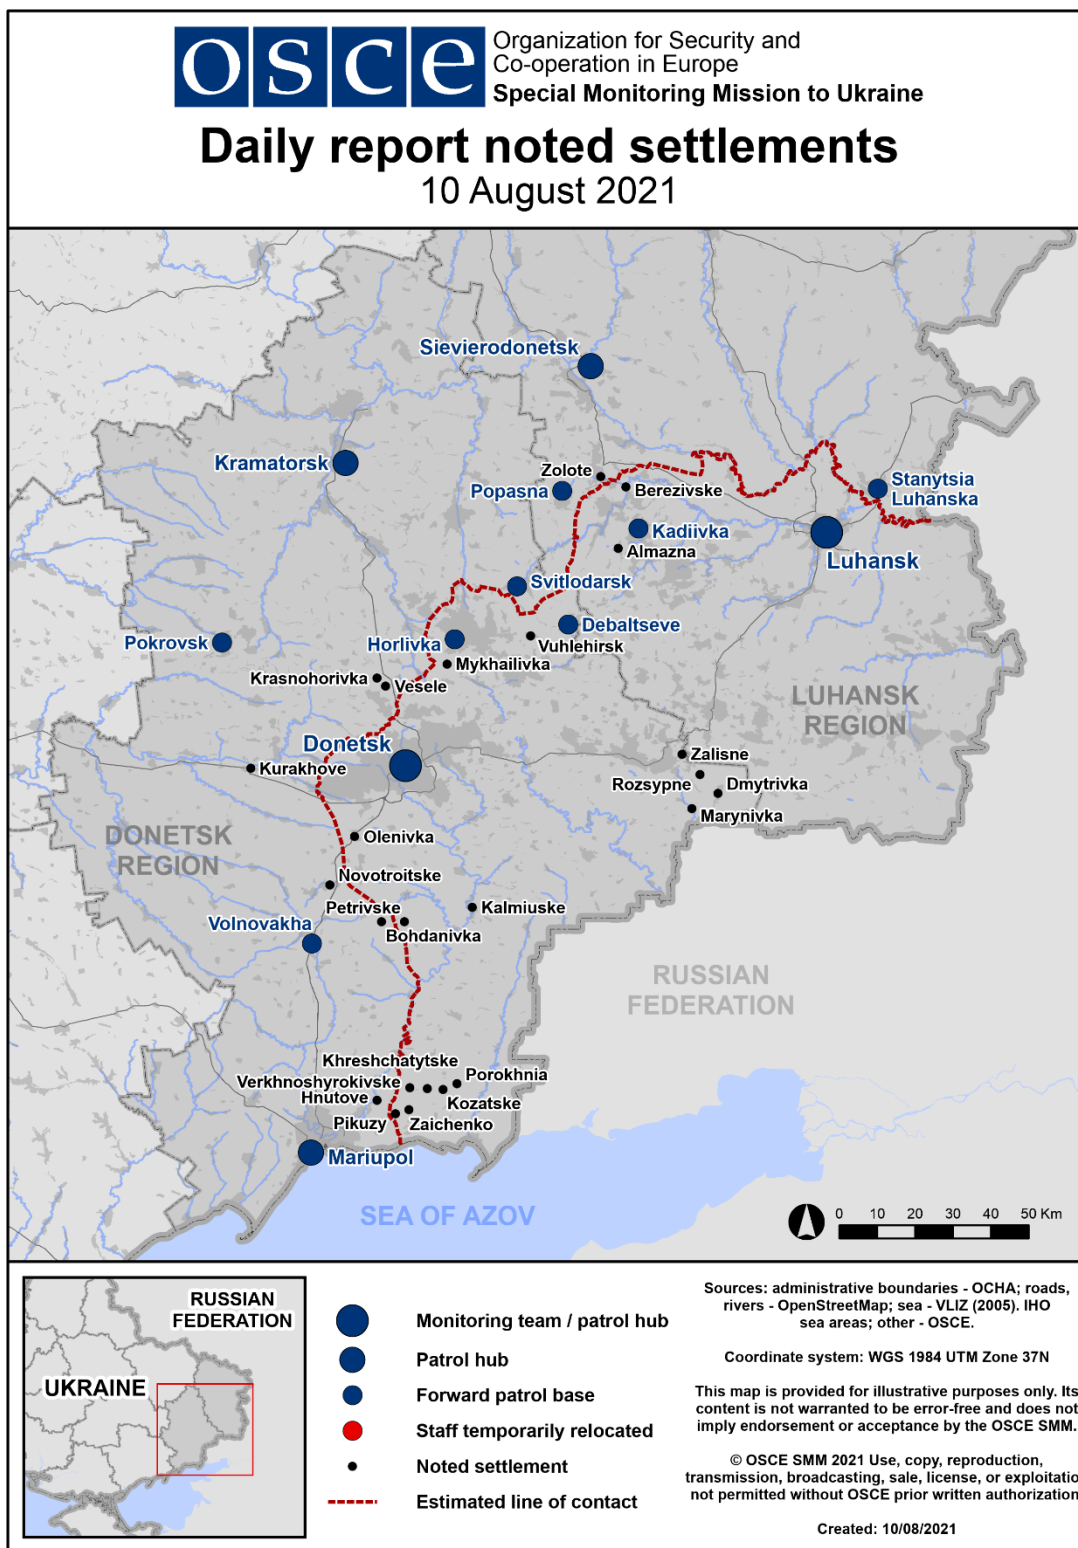 osce
Organization for Security and
Co-operation in Europe
Special Monitoring Mission to Ukraine
Daily report noted settlements
10 August 2021
Sievierodonetsk
Kramatorsk
Zolote
Popasna
Berezivske
Stanytsia
Luhanska
Kadiivka
Almazna
Luhansk
Svitlodarsk
Debaltseve
Pokrovsk
Horlivka
Vuhlehirsk
Mykhailivka
Krasnohorivka
Vesele
LUHANSK
REGION
Donetsk
Zalisne
Kurakhove
Rozsypne
Dmytrivka
Marynivka
DONETSK
REGION
Olenivka
Novotroitske
Petrivske
Kalmiuske
Volnovakha
Bohdanivka
RUSSIAN
FEDERATION
Khreshchatytske
Porokhnia
Verkhnoshyrokivske
Hnutove
Kozatske
Pikuzy
Zaichenko
Mariupol
SEA OF AZOV
0 10 20 30 40 50 Km
RUSSIAN
FEDERATION
UKRAINE
Monitoring team / patrol hub
Patrol hub
Forward patrol base
Staff temporarily relocated
Noted settlement
Estimated line of contact
Sources: administrative boundaries - OCHA; roads,
rivers - OpenStreetMap; sea - VLIZ (2005). IHO
sea areas; other - OSCE.
Coordinate system: WGS 1984 UTM Zone 37N
This map is provided for illustrative purposes only. Its
content is not warranted to be error-free and does not
imply endorsement or acceptance by the OSCE SMM.
© OSCE SMM 2021 Use, copy, reproduction,
transmission, broadcasting, sale, license, or exploitatio
not permitted without OSCE prior written authorization
Created: 10/08/2021